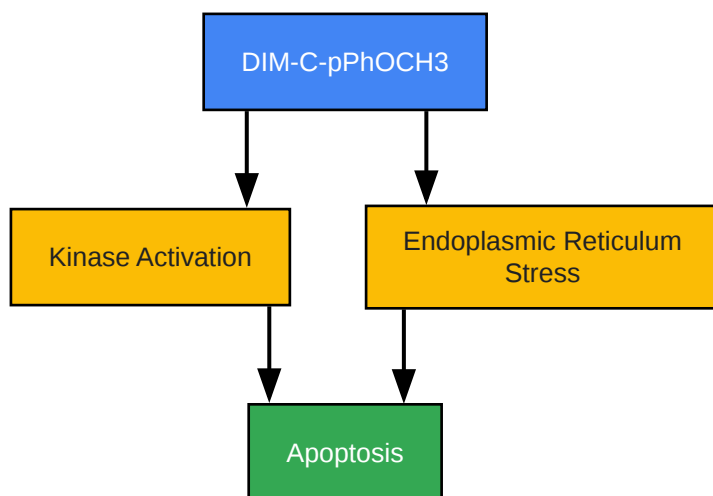 DIM-C-pPhOCH3
Kinase Activation
Endoplasmic Reticulum
Stress
Apoptosis